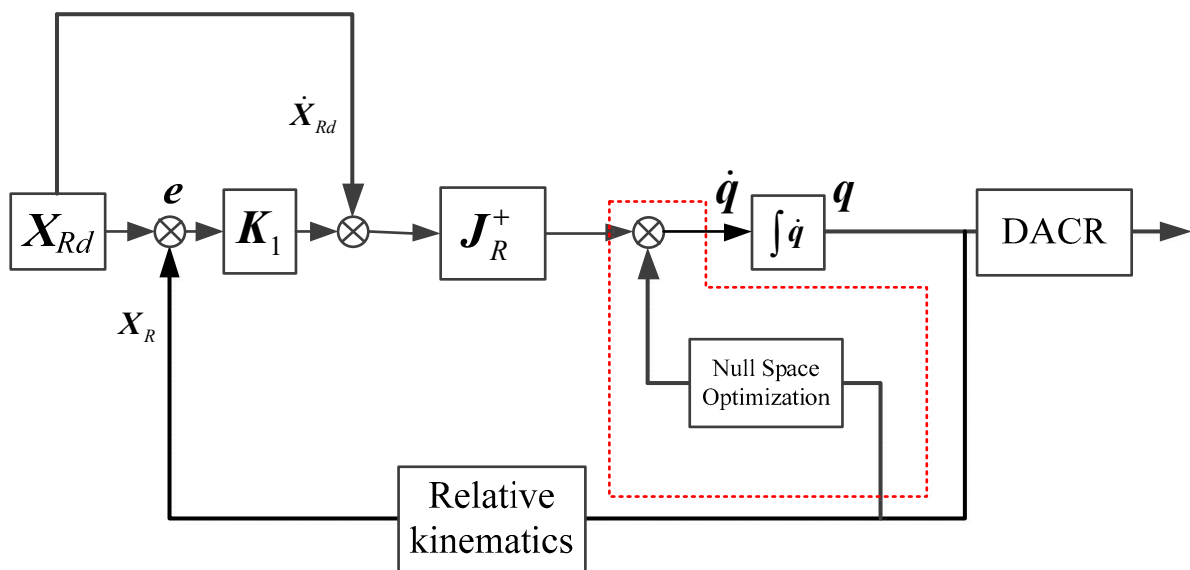 Ẋ_Rd
X_Rd
e
K_1
J_R^+
q̇
∫ q̇
q
DACR
X_R
Null Space
Optimization
Relative
kinematics